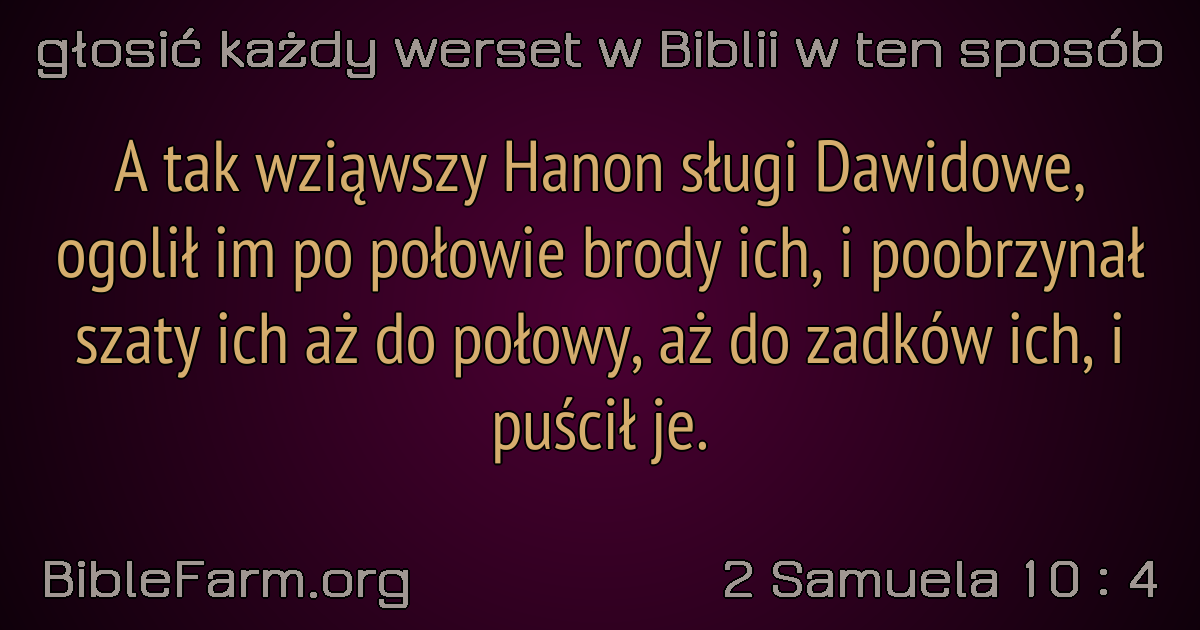 głosić każdy werset w Biblii w ten sposób
A tak wziąwszy Hanon sługi Dawidowe,
ogolił im po połowie brody ich, i poobrzynał
szaty ich aż do połowy, aż do zadków ich, i
puścił je.
BibleFarm.org
2 Samuela 10 : 4